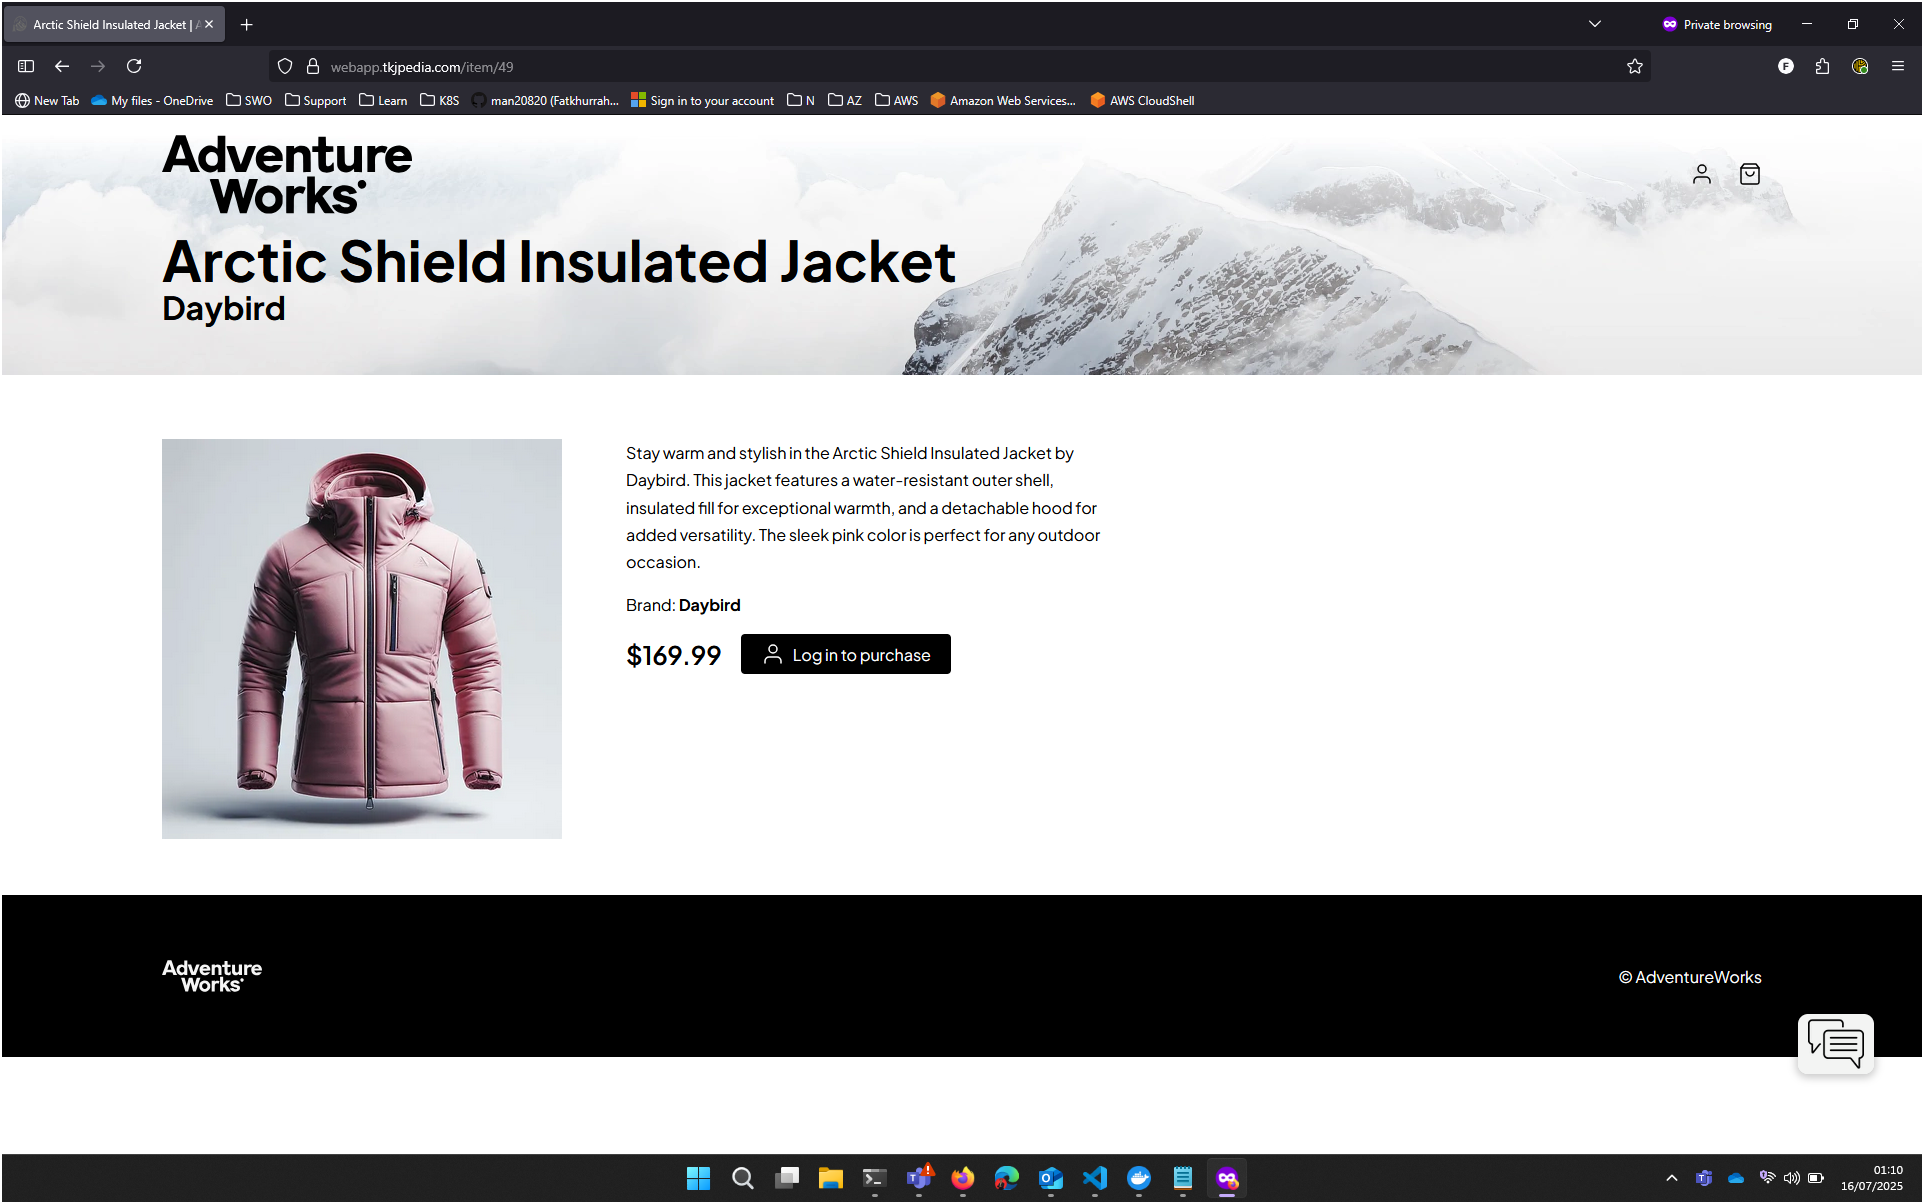 Arctic Shield Insulated Jacket | A
Private browsing
webapp.tkjpedia.com/item/49
F
New Tab My files - OneDrive SWO Support Learn K8S man20820 (Fatkhurrah... Sign in to your account N AZ AWS Amazon Web Services... AWS CloudShell
Adventure
Works
Arctic Shield Insulated Jacket
Daybird
Stay warm and stylish in the Arctic Shield Insulated Jacket by
Daybird. This jacket features a water-resistant outer shell,
insulated fill for exceptional warmth, and a detachable hood for
added versatility. The sleek pink color is perfect for any outdoor
occasion.
Brand: Daybird
$169.99 Log in to purchase
Adventure
Works
© AdventureWorks
01:10
16/07/2025